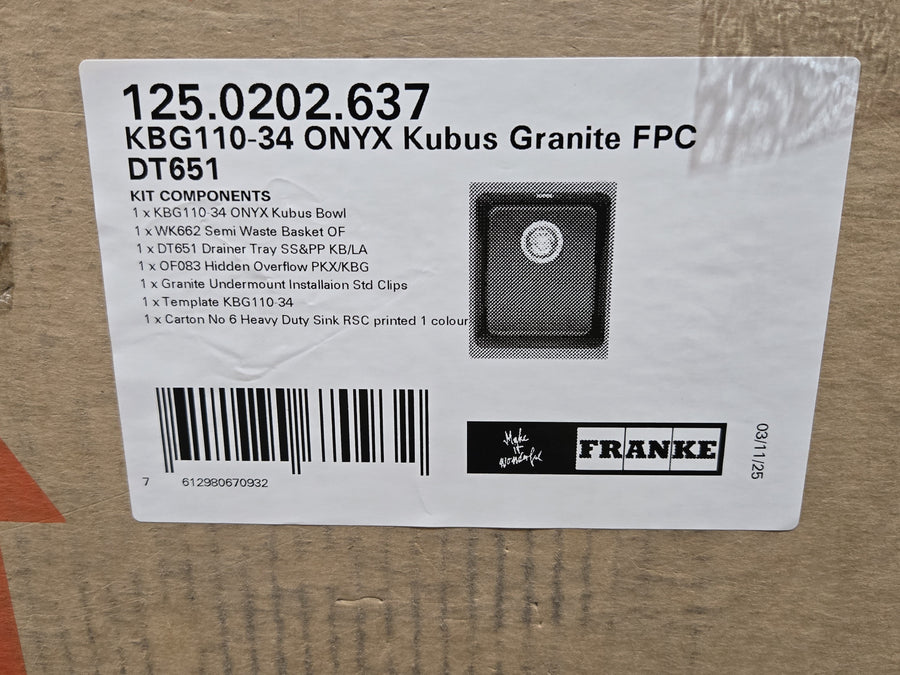 125.0202.637
KBG110-34 ONYX Kubus Granite FPC
DT651
KIT COMPONENTS
1 x KBG110-34 ONYX Kubus Bowl
1 x WK662 Semi Waste Basket OF
1 x DT651 Drainer Tray SS&PP KB/LA
1 x OF083 Hidden Overflow PKX/KBG
1 x Granite Undermount Installaion Std Clips
1 x Template KBG110-34
1 x Carton No 6 Heavy Duty Sink RSC printed 1 colour
7 612980670932
Make
it
wonderful
FRANKE
03/11/25